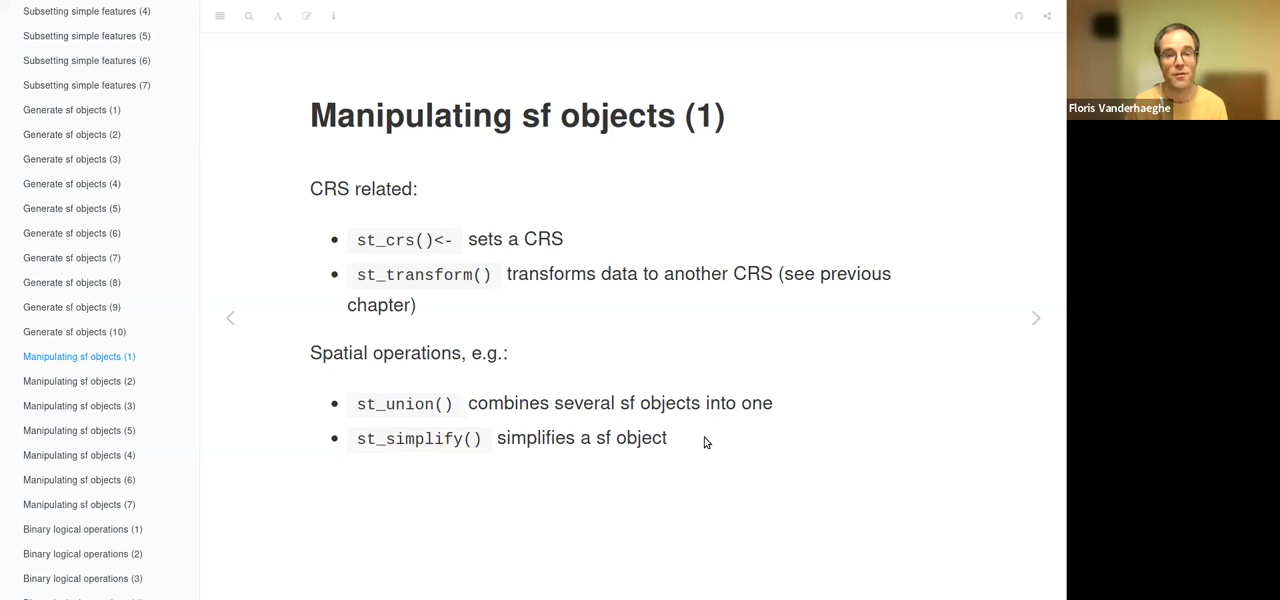 Subsetting simple features (4)
Subsetting simple features (5)
Subsetting simple features (6)
Subsetting simple features (7)
Generate sf objects (1)
Generate sf objects (2)
Generate sf objects (3)
Generate sf objects (4)
Generate sf objects (5)
Generate sf objects (6)
Generate sf objects (7)
Generate sf objects (8)
Generate sf objects (9)
Generate sf objects (10)
Manipulating sf objects (1)
Manipulating sf objects (2)
Manipulating sf objects (3)
Manipulating sf objects (5)
Manipulating sf objects (4)
Manipulating sf objects (6)
Manipulating sf objects (7)
Binary logical operations (1)
Binary logical operations (2)
Binary logical operations (3)
Manipulating sf objects (1)
CRS related:
st_crs()<- sets a CRS
st_transform() transforms data to another CRS (see previous
chapter)
Spatial operations, e.g.:
st_union() combines several sf objects into one
st_simplify() simplifies a sf object
Floris Vanderhaeghe